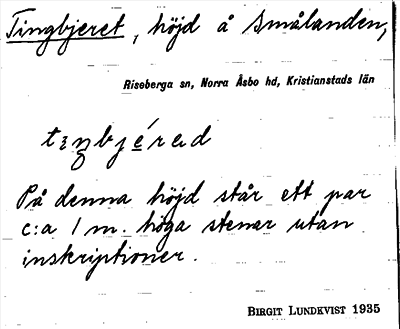 Tingbjeret, höjd å Smålanden,
Riseberga sn, Norra Åsbo hd, Kristianstads län
På denna höjd står ett par
c:a 1 m. höga stenar utan
inskriptioner.
BIRGIT LUNDKVIST 1935